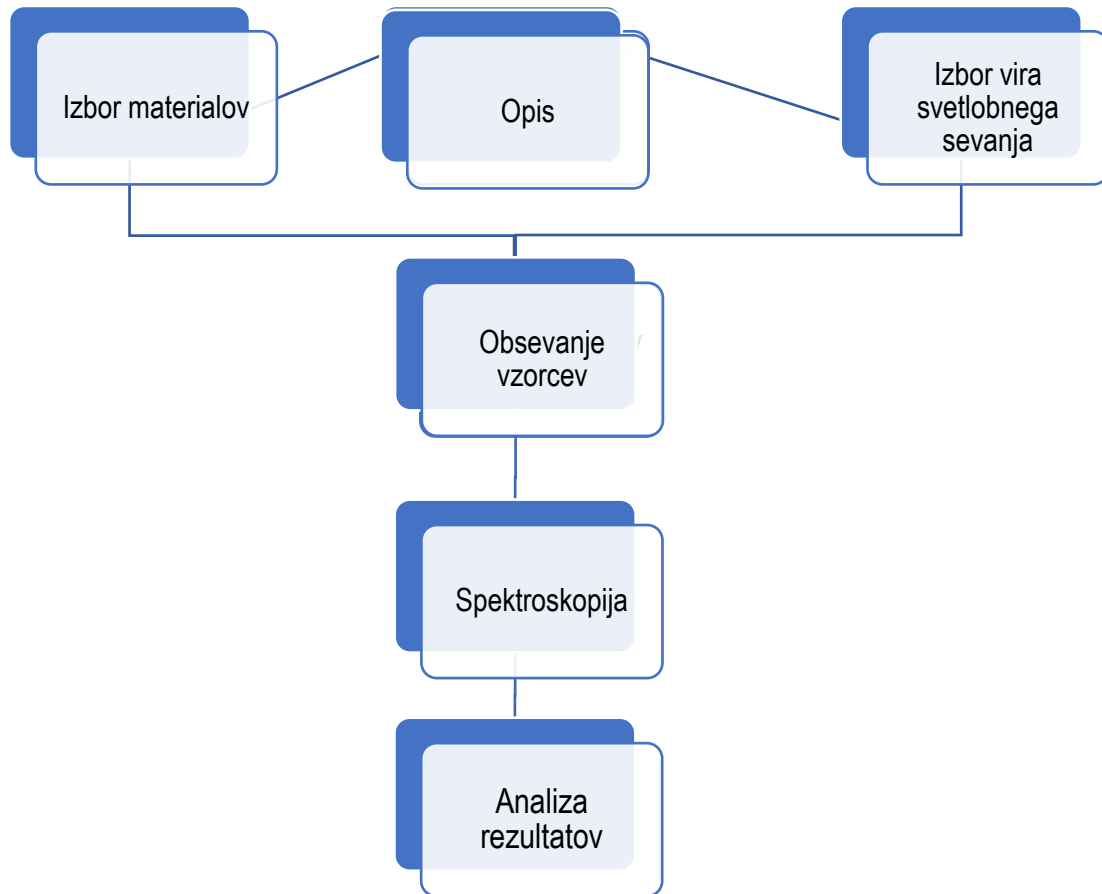 Izbor materialov
Opis
Izbor vira
svetlobnega
sevanja
Obsevanje
vzorcev
Spektroskopija
Analiza
rezultatov